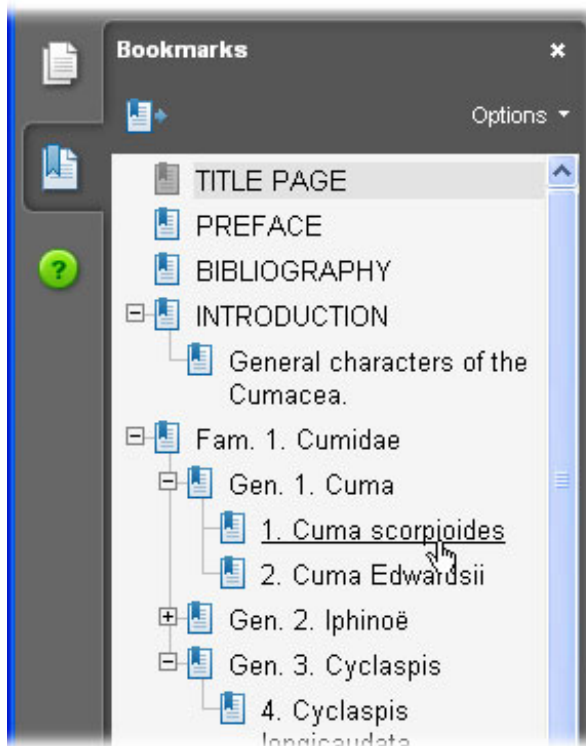 Bookmarks
Options
TITLE PAGE
PREFACE
BIBLIOGRAPHY
INTRODUCTION
General characters of the
Cumacea.
Fam. 1. Cumidae
Gen. 1. Cuma
1. Cuma scorpioides
2. Cuma Edwardsii
Gen. 2. Iphinoë
Gen. 3. Cyclaspis
4. Cyclaspis
longicaudata